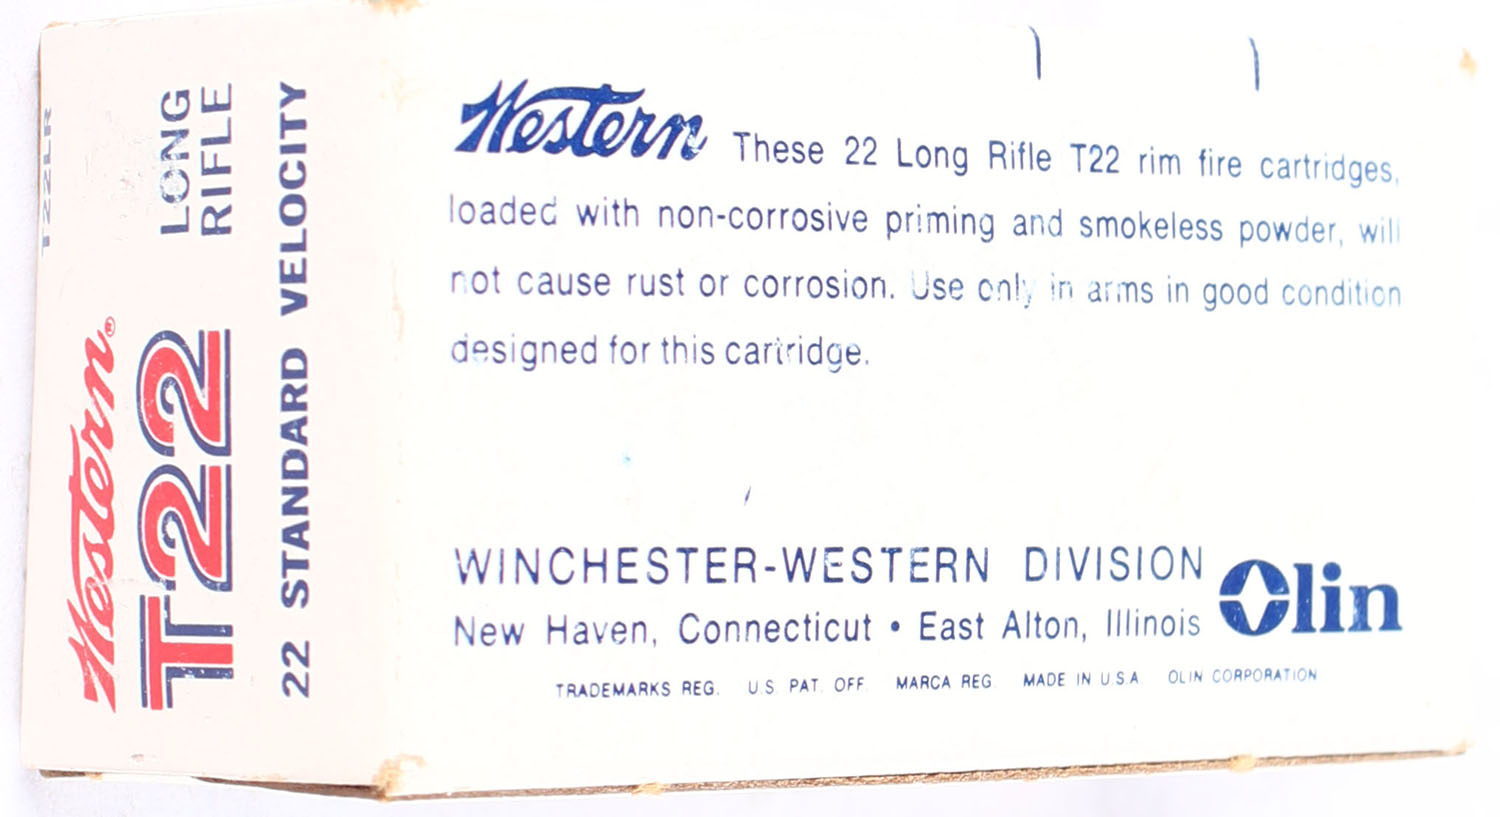 T22LR
Western®
T22
LONG
RIFLE
22 STANDARD VELOCITY
Western These 22 Long Rifle T22 rim fire cartridges,
loaded with non-corrosive priming and smokeless powder, will
not cause rust or corrosion. Use only in arms in good condition
designed for this cartridge.
WINCHESTER-WESTERN DIVISION
New Haven, Connecticut • East Alton, Illinois
Olin
TRADEMARKS REG. U.S. PAT. OFF. MARCA REG. MADE IN U.S.A. OLIN CORPORATION